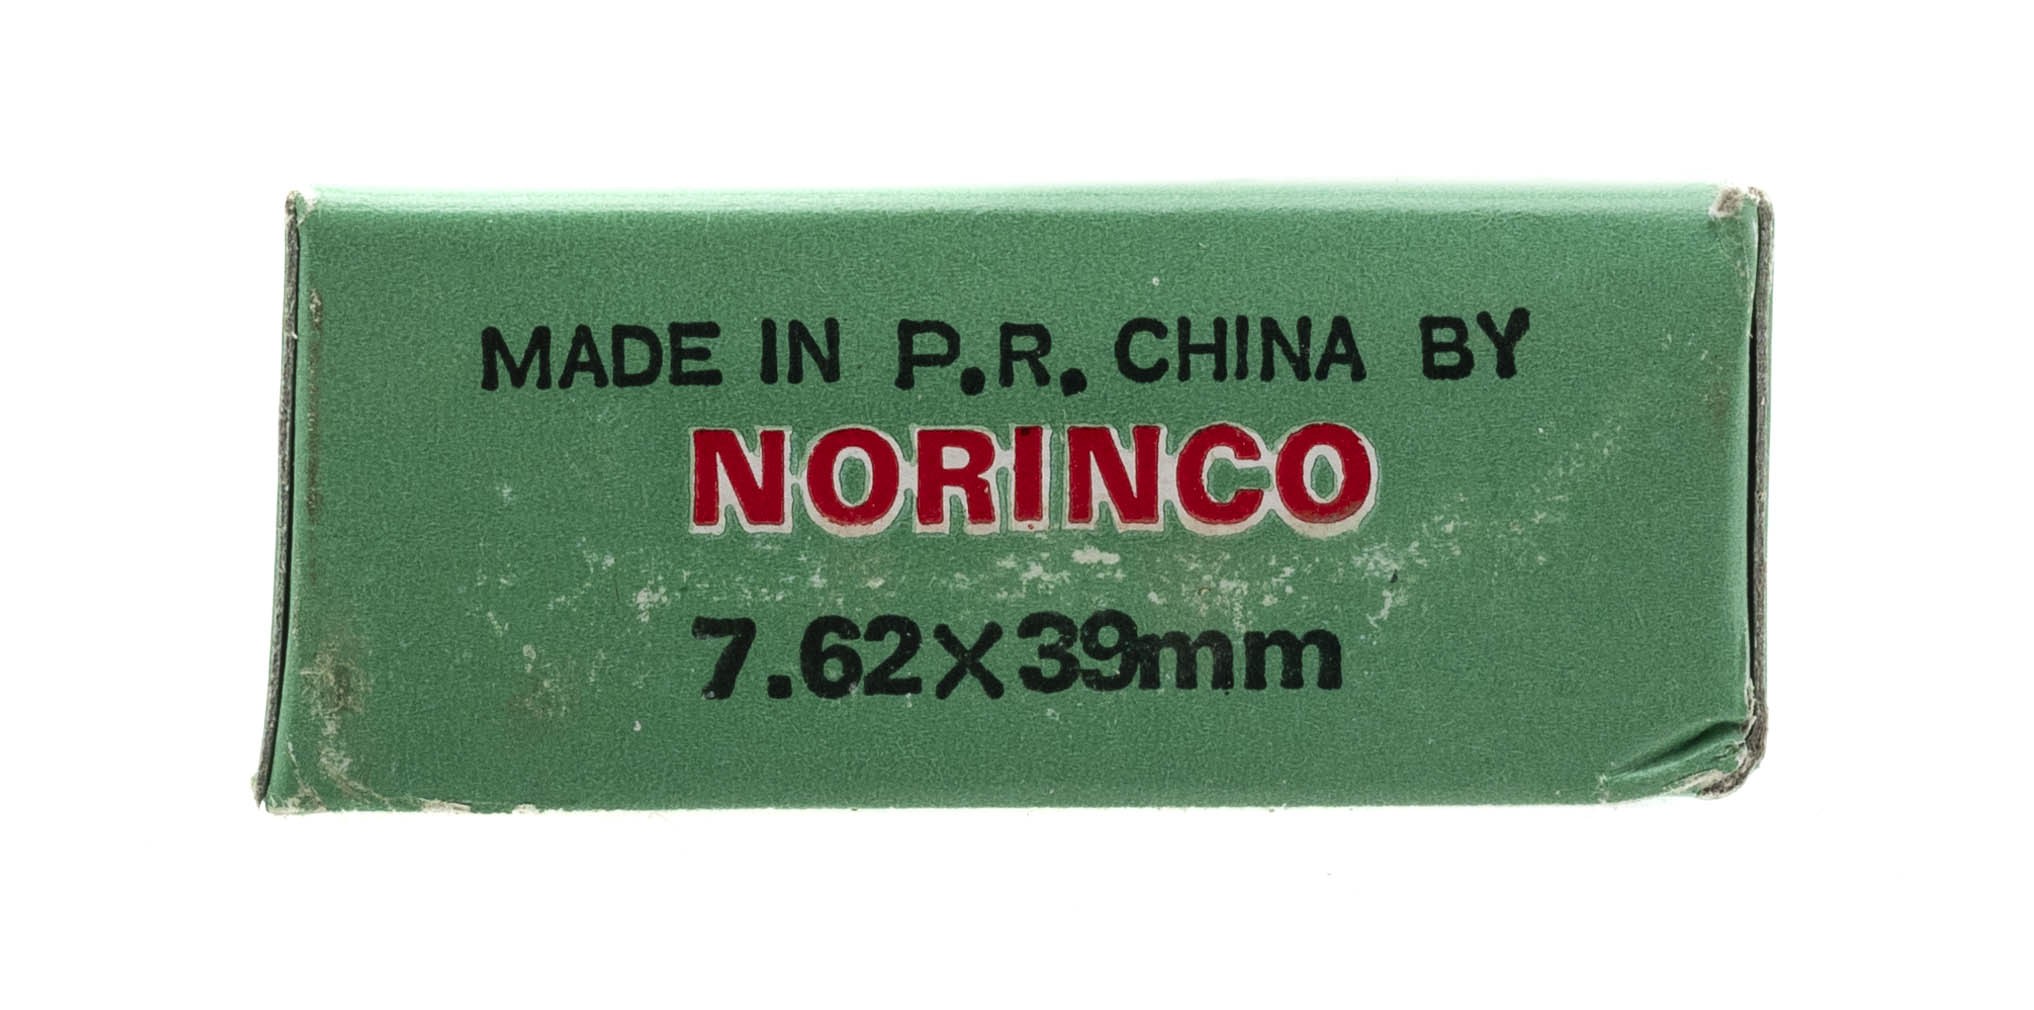 MADE IN P.R. CHINA BY
NORINCO
7.62X39mm